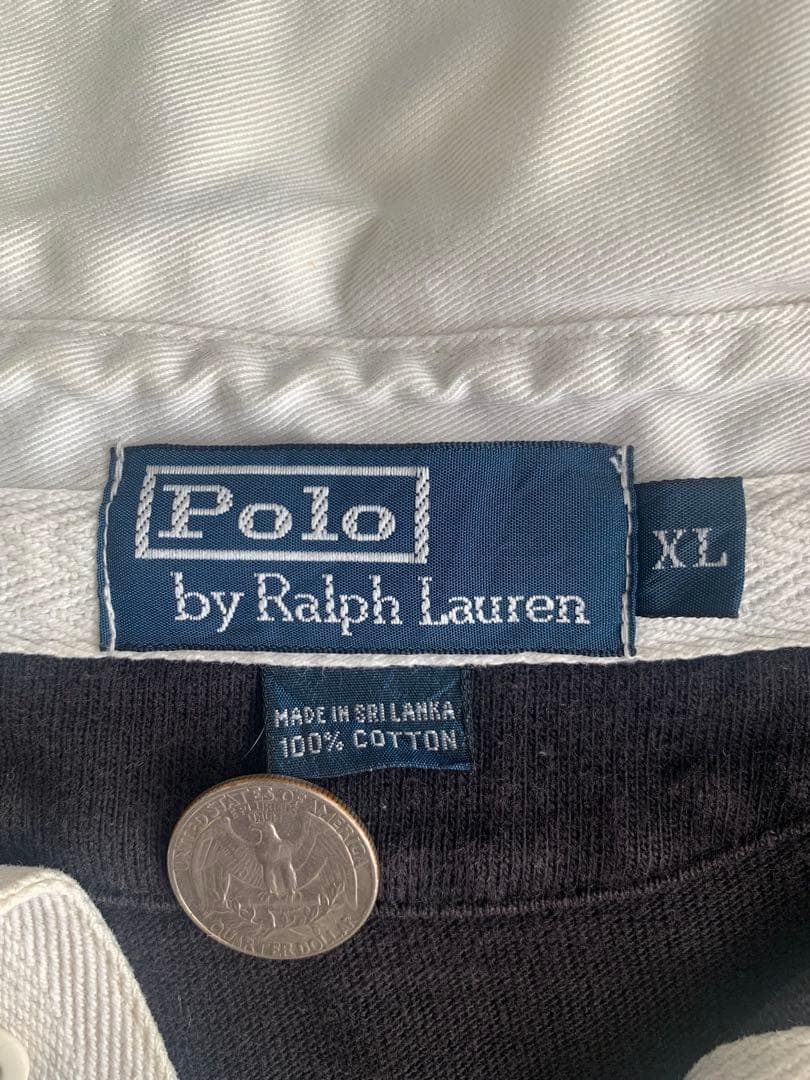 Polo
by Ralph Lauren
XL
MADE IN SRI LANKA
100% COTTON
UNITED STATES OF AMERICA
QUARTER DOLLAR